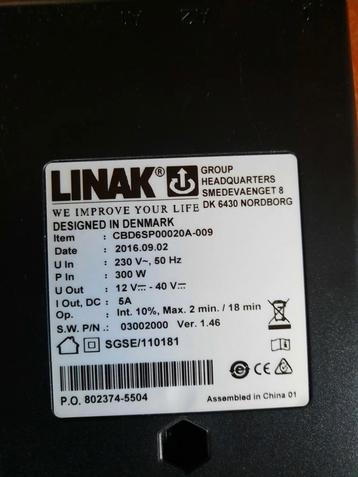 A1 A2
LINAK® GROUP
HEADQUARTERS
SMEDEVAENGET 8
WE IMPROVE YOUR LIFE DK 6430 NORDBORG
DESIGNED IN DENMARK
Item : CBD6SP00020A-009
Date : 2016.09.02
U In : 230 V~, 50 Hz
P In : 300 W
U Out : 12 V⎓ - 40 V⎓
I Out, DC : 5A
Op. : Int. 10%, Max. 2 min. / 18 min
S.W. P/N.: : 03002000 Ver. 1.46
SGSE/110181
P.O. 802374-5504 Assembled in China 01